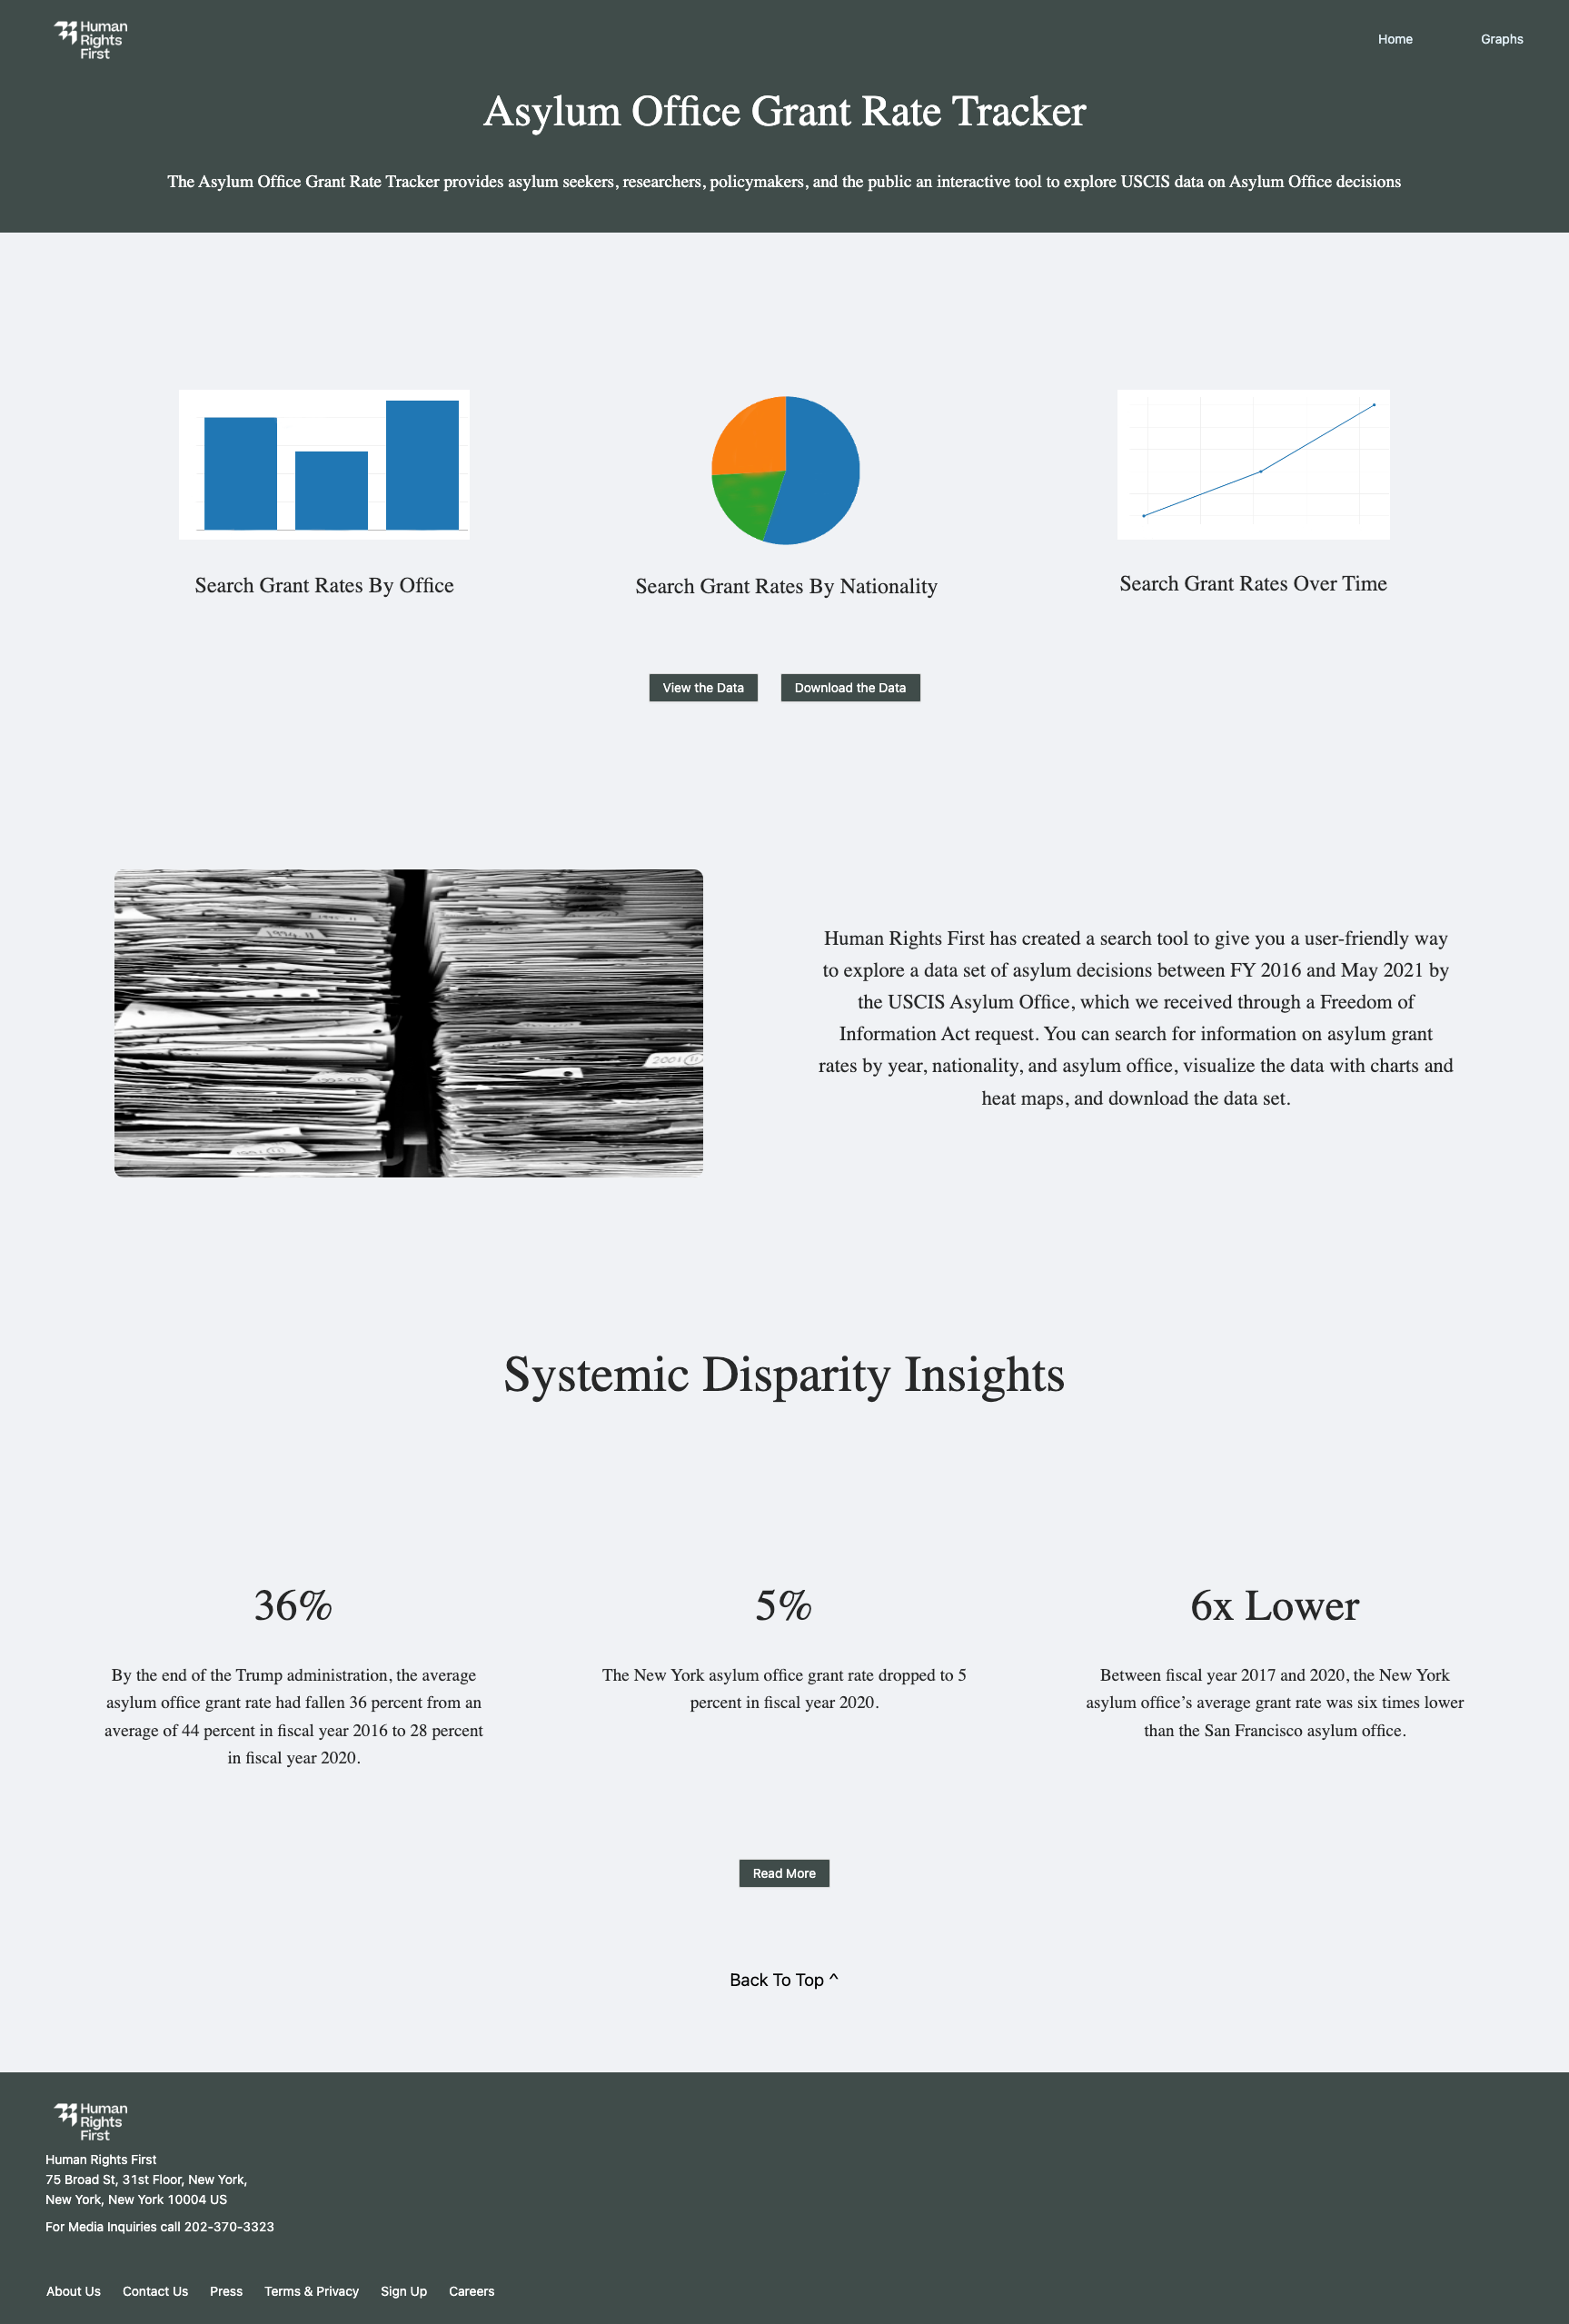 Human
Rights
First
Home
Graphs
Asylum Office Grant Rate Tracker
The Asylum Office Grant Rate Tracker provides asylum seekers, researchers, policymakers, and the public an interactive tool to explore USCIS data on Asylum Office decisions
Search Grant Rates By Office
Search Grant Rates By Nationality
Search Grant Rates Over Time
View the Data
Download the Data
1994-11
2001
Human Rights First has created a search tool to give you a user-friendly way
to explore a data set of asylum decisions between FY 2016 and May 2021 by
the USCIS Asylum Office, which we received through a Freedom of
Information Act request. You can search for information on asylum grant
rates by year, nationality, and asylum office, visualize the data with charts and
heat maps, and download the data set.
Systemic Disparity Insights
36%
By the end of the Trump administration, the average
asylum office grant rate had fallen 36 percent from an
average of 44 percent in fiscal year 2016 to 28 percent
in fiscal year 2020.
5%
The New York asylum office grant rate dropped to 5
percent in fiscal year 2020.
6x Lower
Between fiscal year 2017 and 2020, the New York
asylum office’s average grant rate was six times lower
than the San Francisco asylum office.
Read More
Back To Top ^
Human
Rights
First
Human Rights First
75 Broad St, 31st Floor, New York,
New York, New York 10004 US
For Media Inquiries call 202-370-3323
About Us
Contact Us
Press
Terms & Privacy
Sign Up
Careers